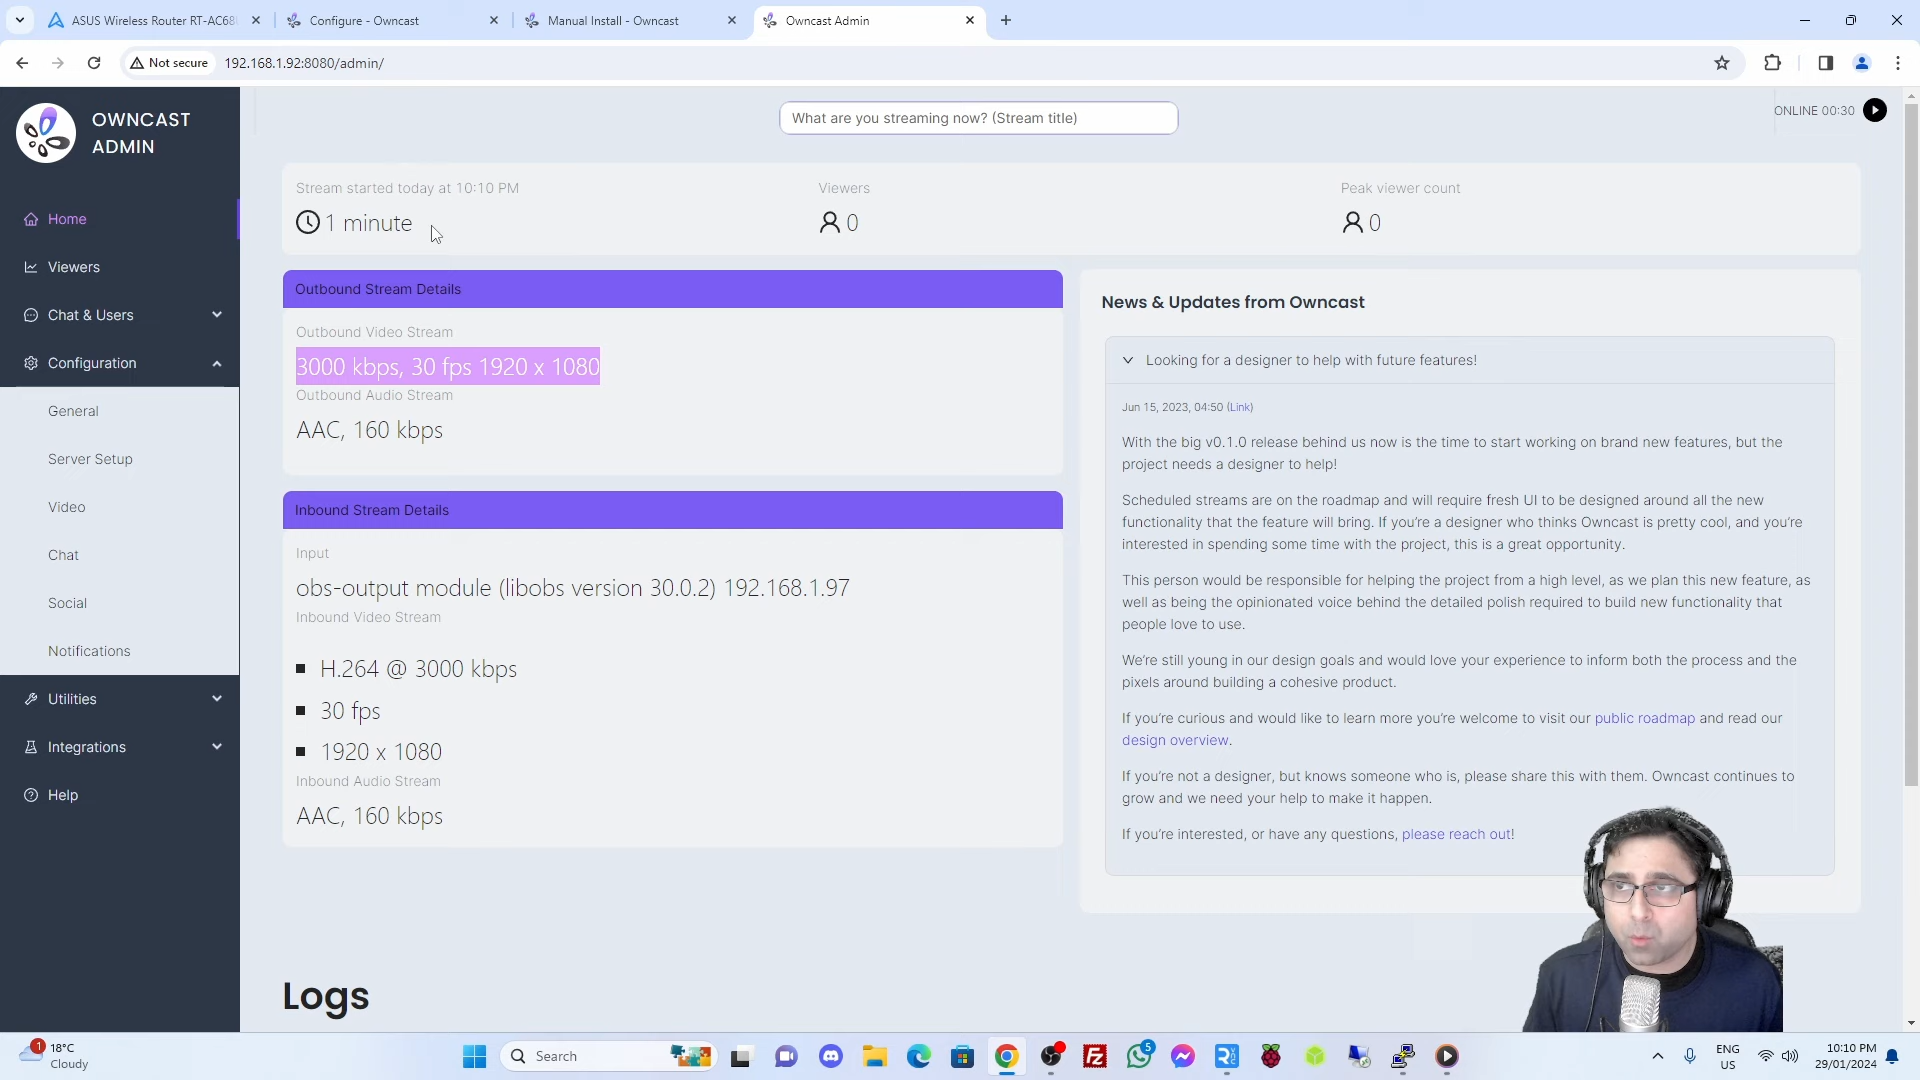 ASUS Wireless Router RT-AC68
Configure - Owncast
Manual Install - Owncast
Owncast Admin
Not secure
192.168.1.92:8080/admin/
OWNCAST
ADMIN
What are you streaming now? (Stream title)
ONLINE 00:30
Home
Viewers
Chat & Users
Configuration
General
Server Setup
Video
Chat
Social
Notifications
Utilities
Integrations
Help
Stream started today at 10:10 PM
1 minute
Viewers
0
Peak viewer count
0
Outbound Stream Details
Outbound Video Stream
3000 kbps, 30 fps 1920 x 1080
Outbound Audio Stream
AAC, 160 kbps
Inbound Stream Details
Input
obs-output module (libobs version 30.0.2) 192.168.1.97
Inbound Video Stream
H.264 @ 3000 kbps
30 fps
1920 x 1080
Inbound Audio Stream
AAC, 160 kbps
News & Updates from Owncast
Looking for a designer to help with future features!
Jun 15, 2023, 04:50 (Link)
With the big v0.1.0 release behind us now is the time to start working on brand new features, but the
project needs a designer to help!
Scheduled streams are on the roadmap and will require fresh UI to be designed around all the new
functionality that the feature will bring. If you're a designer who thinks Owncast is pretty cool, and you're
interested in spending some time with the project, this is a great opportunity.
This person would be responsible for helping the project from a high level, as we plan this new feature, as
well as being the opinionated voice behind the detailed polish required to build new functionality that
people love to use.
We're still young in our design goals and would love your experience to inform both the process and the
pixels around building a cohesive product.
If you're curious and would like to learn more you're welcome to visit our public roadmap and read our
design overview.
If you're not a designer, but knows someone who is, please share this with them. Owncast continues to
grow and we need your help to make it happen.
If you're interested, or have any questions, please reach out!
Logs
1
18°C
Cloudy
Search
5
ENG
US
10:10 PM
29/01/2024